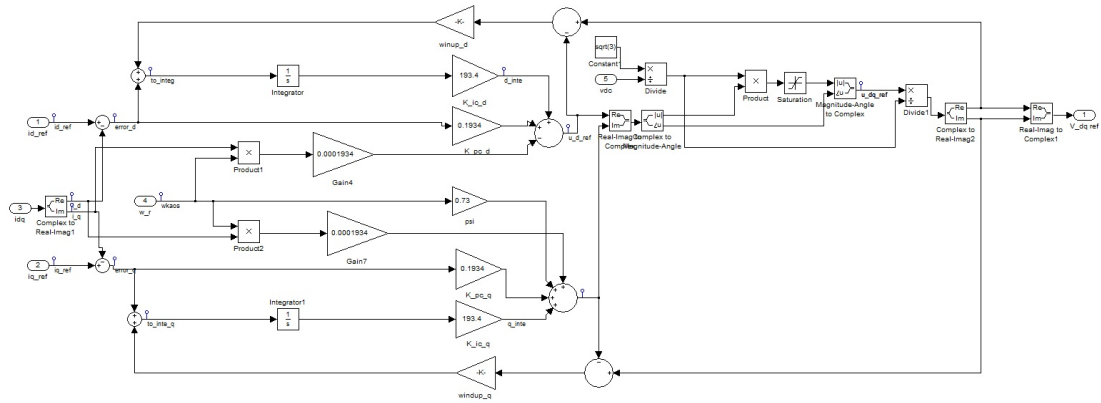 -K-
winup_d
+
−
sqrt(3)
Constant1
5
vdc
×
÷
Divide
×
Product
Saturation
|u|
∠u
Magnitude-Angle
to Complex
u_dq_ref
×
÷
Divide1
Re
Im
Complex to
Real-Imag2
Re
Im
Real-Imag to
Complex1
1
V_dq ref
+
+
to_integ
1
s
Integrator
193.4
K_ic_d
d_inte
1
id_ref
id_ref
error_d
0.1934
K_pc_d
+
+
−
u_d_ref
Re
Im
Complex
|u|
∠u
Complex to
Magnitude-Angle
×
Product1
0.0001934
Gain4
3
idq
Re
Im
Complex to
Real-Imag1
i_q
4
w_r
wkaos
0.73
psi
×
Product2
0.0001934
Gain7
2
iq_ref
iq_ref
0.1934
K_pc_q
+
+
+
+
+
+
to_inte_q
Integrator1
1
s
193.4
K_ic_q
q_inte
-K-
windup_q
−
+